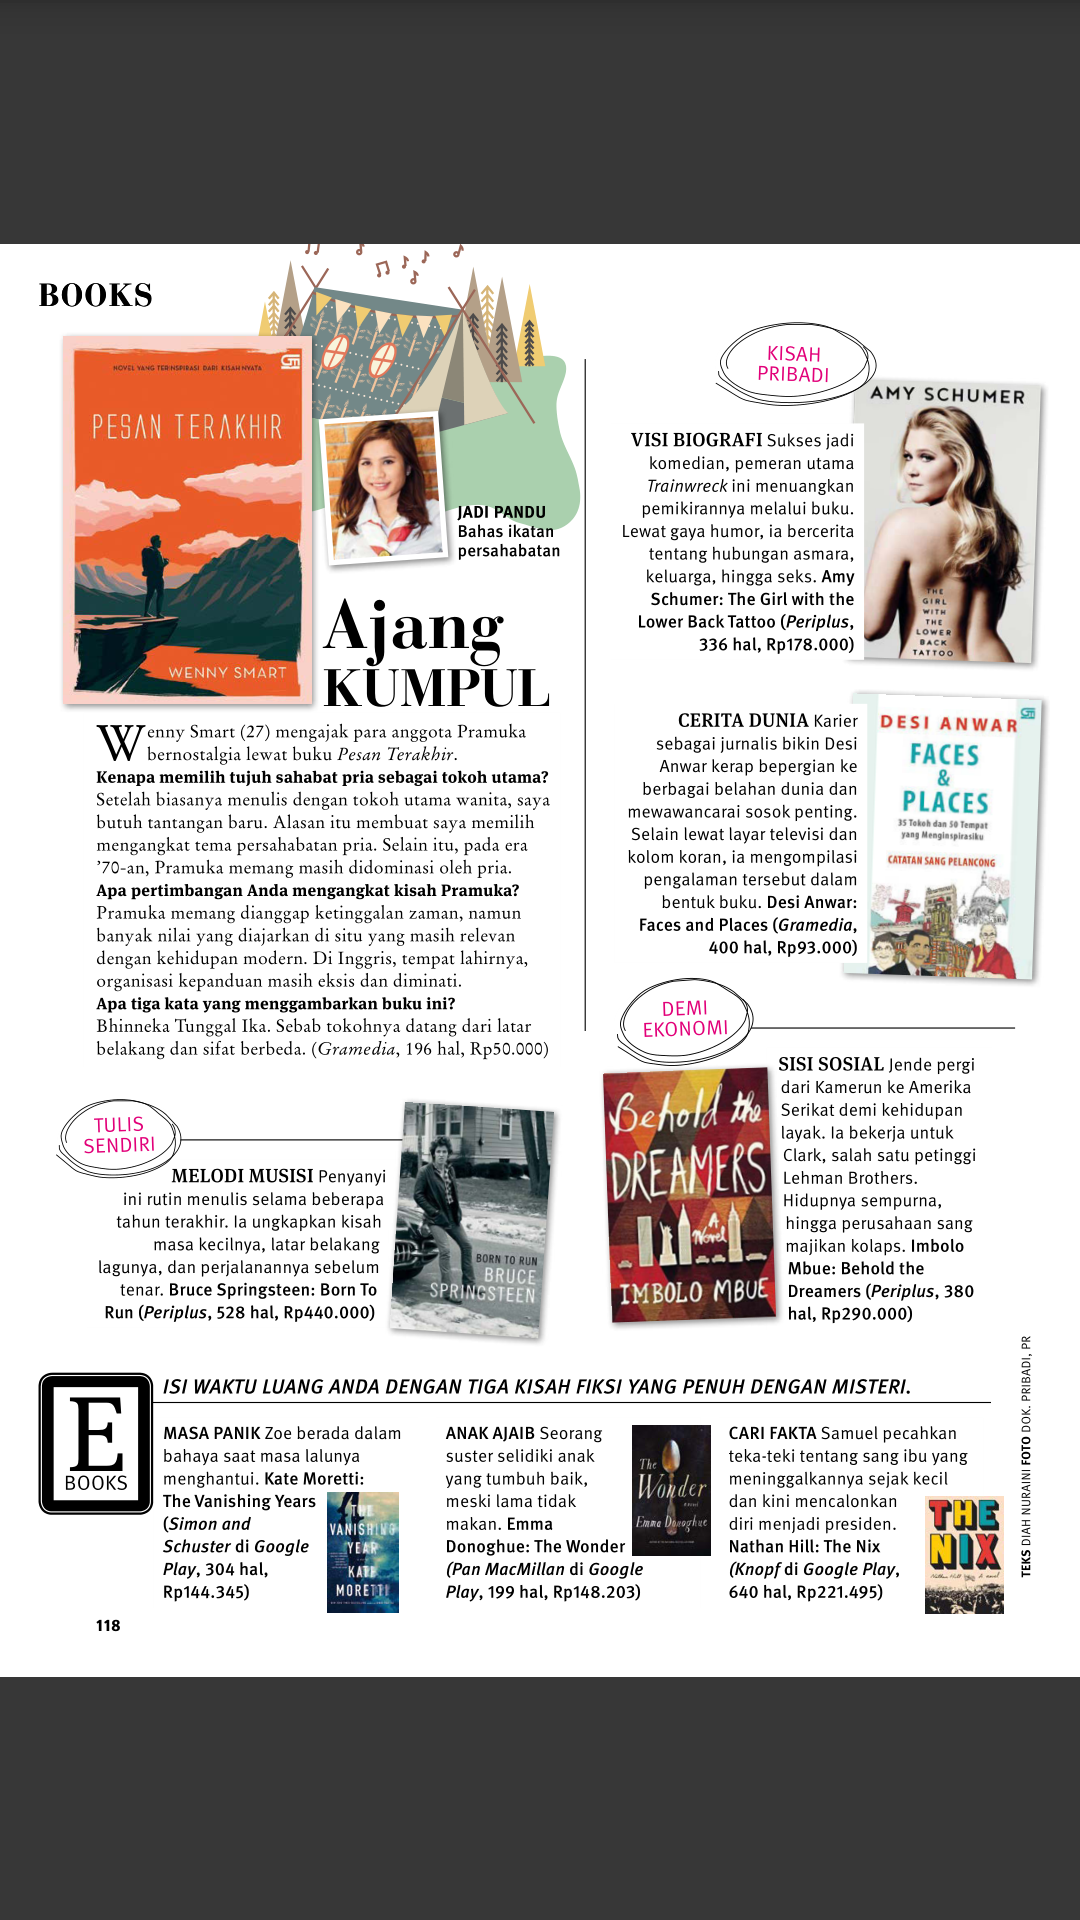 BOOKS
NOVEL YANG TERINSPIRASI DARI KISAH NYATA
PESAN TERAKHIR
WENNY SMART
JADI PANDU
Bahas ikatan
persahabatan
Ajang
KUMPUL
Wenny Smart (27) mengajak para anggota Pramuka
bernostalgia lewat buku Pesan Terakhir.
Kenapa memilih tujuh sahabat pria sebagai tokoh utama?
Setelah biasanya menulis dengan tokoh utama wanita, saya
butuh tantangan baru. Alasan itu membuat saya memilih
mengangkat tema persahabatan pria. Selain itu, pada era
'70-an, Pramuka memang masih didominasi oleh pria.
Apa pertimbangan Anda mengangkat kisah Pramuka?
Pramuka memang dianggap ketinggalan zaman, namun
banyak nilai yang diajarkan di situ yang masih relevan
dengan kehidupan modern. Di Inggris, tempat lahirnya,
organisasi kepanduan masih eksis dan diminati.
Apa tiga kata yang menggambarkan buku ini?
Bhinneka Tunggal Ika. Sebab tokohnya datang dari latar
belakang dan sifat berbeda. (Gramedia, 196 hal, Rp50.000)
TULIS
SENDIRI
MELODI MUSISI Penyanyi
ini rutin menulis selama beberapa
tahun terakhir. Ia ungkapkan kisah
masa kecilnya, latar belakang
lagunya, dan perjalanannya sebelum
tenar. Bruce Springsteen: Born To
Run (Periplus, 528 hal, Rp440.000)
BORN TO RUN
BRUCE
SPRINGSTEEN
KISAH
PRIBADI
VISI BIOGRAFI Sukses jadi
komedian, pemeran utama
Trainwreck ini menuangkan
pemikirannya melalui buku.
Lewat gaya humor, ia bercerita
tentang hubungan asmara,
keluarga, hingga seks. Amy
Schumer: The Girl with the
Lower Back Tattoo (Periplus,
336 hal, Rp178.000)
AMY SCHUMER
THE
GIRL
WITH
THE
LOWER
BACK
TATTOO
CERITA DUNIA Karier
sebagai jurnalis bikin Desi
Anwar kerap bepergian ke
berbagai belahan dunia dan
mewawancarai sosok penting.
Selain lewat layar televisi dan
kolom koran, ia mengompilasi
pengalaman tersebut dalam
bentuk buku. Desi Anwar:
Faces and Places (Gramedia,
400 hal, Rp93.000)
DESI ANWAR
FACES
&
PLACES
35 Tokoh dan 50 Tempat
yang Menginspirasiku
CATATAN SANG PELANCONG
DEMI
EKONOMI
Behold the
DREAMERS
A
Novel
IMBOLO MBUE
SISI SOSIAL Jende pergi
dari Kamerun ke Amerika
Serikat demi kehidupan
layak. Ia bekerja untuk
Clark, salah satu petinggi
Lehman Brothers.
Hidupnya sempurna,
hingga perusahaan sang
majikan kolaps. Imbolo
Mbue: Behold the
Dreamers (Periplus, 380
hal, Rp290.000)
E
BOOKS
ISI WAKTU LUANG ANDA DENGAN TIGA KISAH FIKSI YANG PENUH DENGAN MISTERI.
MASA PANIK Zoe berada dalam
bahaya saat masa lalunya
menghantui. Kate Moretti:
The Vanishing Years
(Simon and
Schuster di Google
Play, 304 hal,
Rp144.345)
THE
VANISHING
YEAR
KATE
MORETTI
ANAK AJAIB Seorang
suster selidiki anak
yang tumbuh baik,
meski lama tidak
makan. Emma
Donoghue: The Wonder
(Pan MacMillan di Google
Play, 199 hal, Rp148.203)
The
Wonder
Emma Donoghue
CARI FAKTA Samuel pecahkan
teka-teki tentang sang ibu yang
meninggalkannya sejak kecil
dan kini mencalonkan
diri menjadi presiden.
Nathan Hill: The Nix
(Knopf di Google Play,
640 hal, Rp221.495)
THE
NIX
Nathan Hill A novel
TEKS DIAH NURAINI FOTO DOK. PRIBADI, PR
118